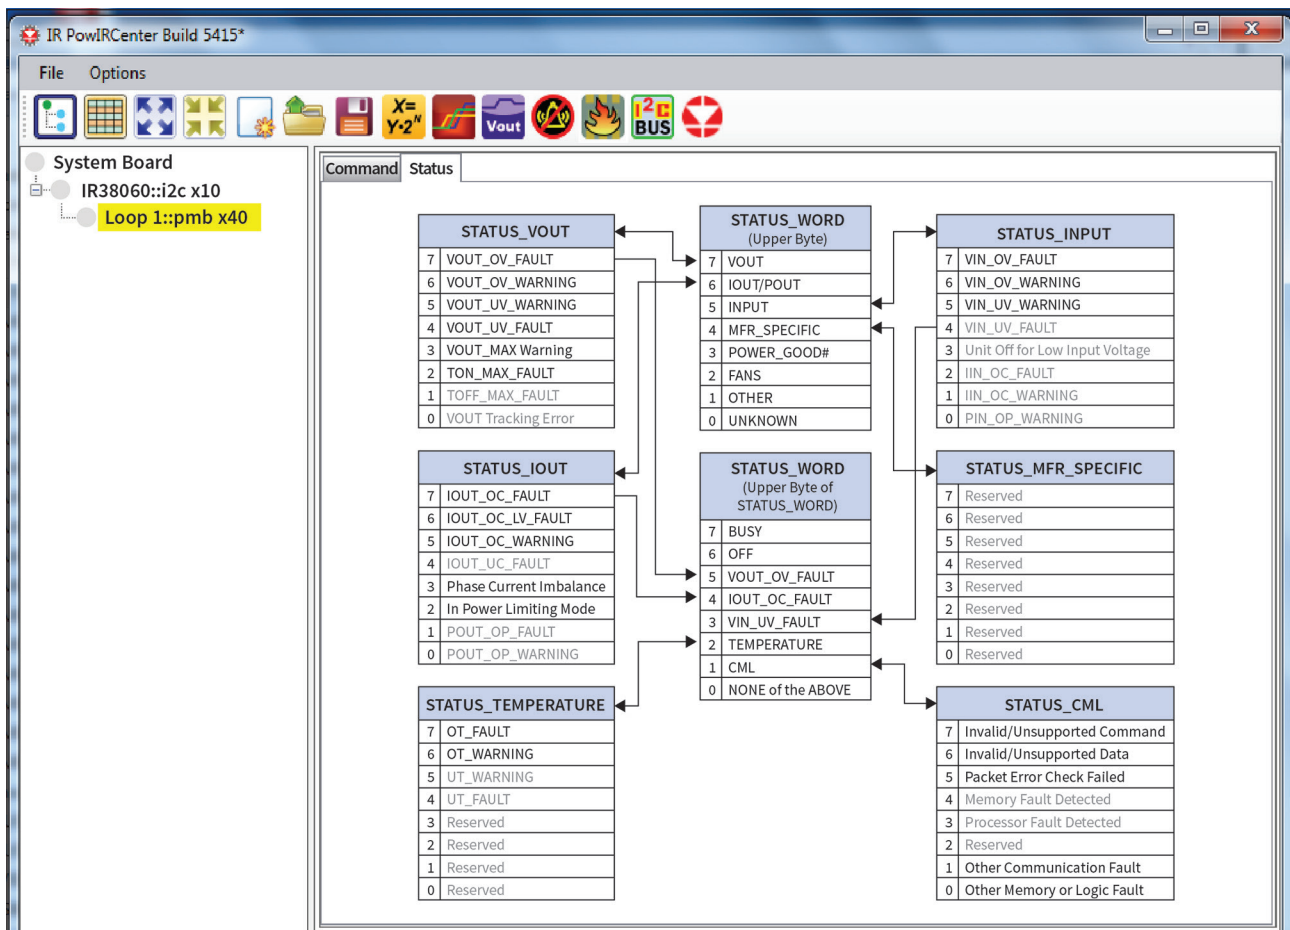 IR PowIRCenter Build 5415*
File Options
X=
Y·2^N
Vout
I2C
BUS
System Board
IR38060::i2c x10
Loop 1::pmb x40
Command Status
STATUS_VOUT
7 VOUT_OV_FAULT
6 VOUT_OV_WARNING
5 VOUT_UV_WARNING
4 VOUT_UV_FAULT
3 VOUT_MAX Warning
2 TON_MAX_FAULT
1 TOFF_MAX_FAULT
0 VOUT Tracking Error
STATUS_WORD
(Upper Byte)
7 VOUT
6 IOUT/POUT
5 INPUT
4 MFR_SPECIFIC
3 POWER_GOOD#
2 FANS
1 OTHER
0 UNKNOWN
STATUS_INPUT
7 VIN_OV_FAULT
6 VIN_OV_WARNING
5 VIN_UV_WARNING
4 VIN_UV_FAULT
3 Unit Off for Low Input Voltage
2 IIN_OC_FAULT
1 IIN_OC_WARNING
0 PIN_OP_WARNING
STATUS_IOUT
7 IOUT_OC_FAULT
6 IOUT_OC_LV_FAULT
5 IOUT_OC_WARNING
4 IOUT_UC_FAULT
3 Phase Current Imbalance
2 In Power Limiting Mode
1 POUT_OP_FAULT
0 POUT_OP_WARNING
STATUS_WORD
(Upper Byte of
STATUS_WORD)
7 BUSY
6 OFF
5 VOUT_OV_FAULT
4 IOUT_OC_FAULT
3 VIN_UV_FAULT
2 TEMPERATURE
1 CML
0 NONE of the ABOVE
STATUS_MFR_SPECIFIC
7 Reserved
6 Reserved
5 Reserved
4 Reserved
3 Reserved
2 Reserved
1 Reserved
0 Reserved
STATUS_TEMPERATURE
7 OT_FAULT
6 OT_WARNING
5 UT_WARNING
4 UT_FAULT
3 Reserved
2 Reserved
1 Reserved
0 Reserved
STATUS_CML
7 Invalid/Unsupported Command
6 Invalid/Unsupported Data
5 Packet Error Check Failed
4 Memory Fault Detected
3 Processor Fault Detected
2 Reserved
1 Other Communication Fault
0 Other Memory or Logic Fault